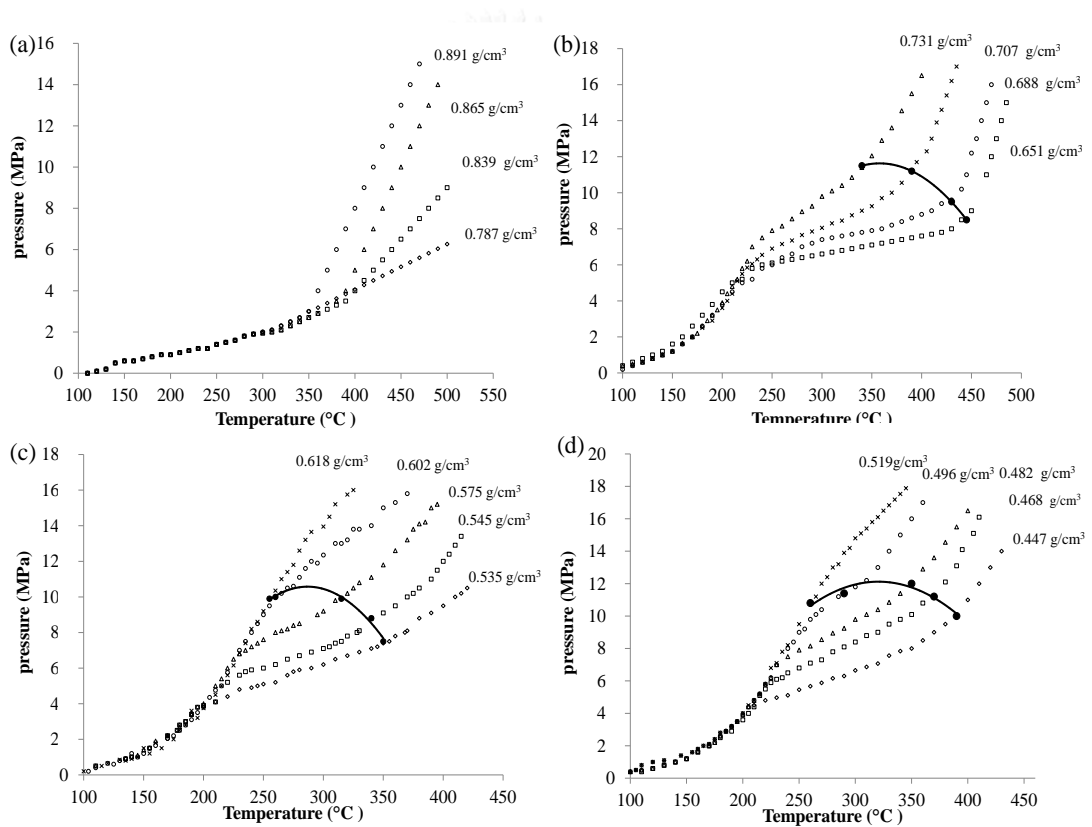 (a)
pressure (MPa)
16
14
12
10
8
6
4
2
0
0.891 g/cm³
0.865 g/cm³
0.839 g/cm³
0.787 g/cm³
100 150 200 250 300 350 400 450 500 550
Temperature (°C )
(b)
pressure (MPa)
18
16
14
12
10
8
6
4
2
0
0.731 g/cm³
0.707 g/cm³
0.688 g/cm³
0.651 g/cm³
100 150 200 250 300 350 400 450 500
Temperature (°C )
(c)
pressure (MPa)
18
16
14
12
10
8
6
4
2
0
0.618 g/cm³
0.602 g/cm³
0.575 g/cm³
0.545 g/cm³
0.535 g/cm³
100 150 200 250 300 350 400 450
Temperature (°C )
(d)
pressure (MPa)
20
18
16
14
12
10
8
6
4
2
0
0.519g/cm³
0.496 g/cm³ 0.482 g/cm³
0.468 g/cm³
0.447 g/cm³
100 150 200 250 300 350 400 450
Temperature (°C )